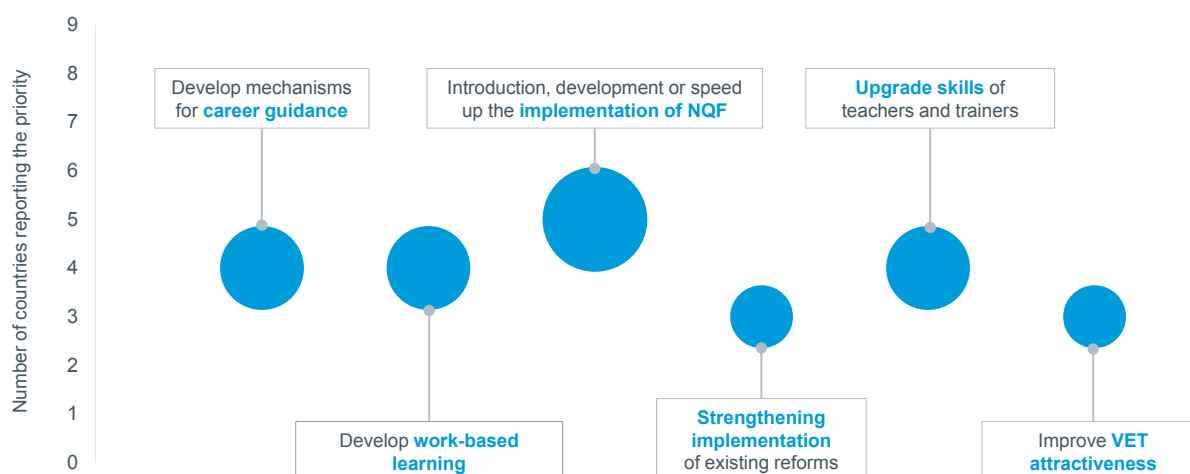 Number of countries reporting the priority
9
8
7
6
5
4
3
2
1
0
Develop mechanisms
for career guidance
Introduction, development or speed
up the implementation of NQF
Upgrade skills of
teachers and trainers
Develop work-based
learning
Strengthening
implementation
of existing reforms
Improve VET
attractiveness